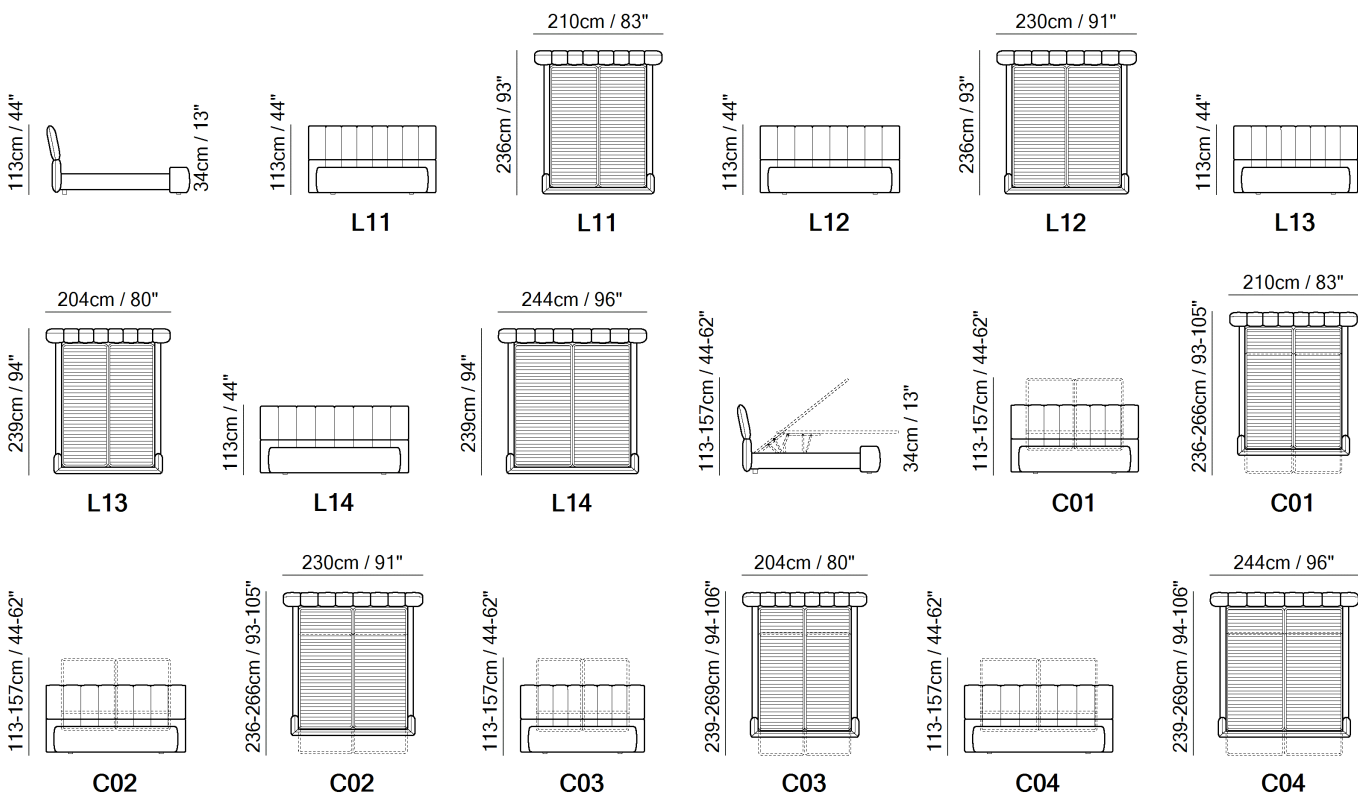 210cm / 83"
230cm / 91"
113cm / 44"
34cm / 13"
113cm / 44"
236cm / 93"
113cm / 44"
236cm / 93"
113cm / 44"
L11
L11
L12
L12
L13
204cm / 80"
244cm / 96"
210cm / 83"
239cm / 94"
113cm / 44"
239cm / 94"
113-157cm / 44-62"
34cm / 13"
113-157cm / 44-62"
236-266cm / 93-105"
L13
L14
L14
C01
C01
230cm / 91"
204cm / 80"
244cm / 96"
113-157cm / 44-62"
236-266cm / 93-105"
113-157cm / 44-62"
239-269cm / 94-106"
113-157cm / 44-62"
239-269cm / 94-106"
C02
C02
C03
C03
C04
C04